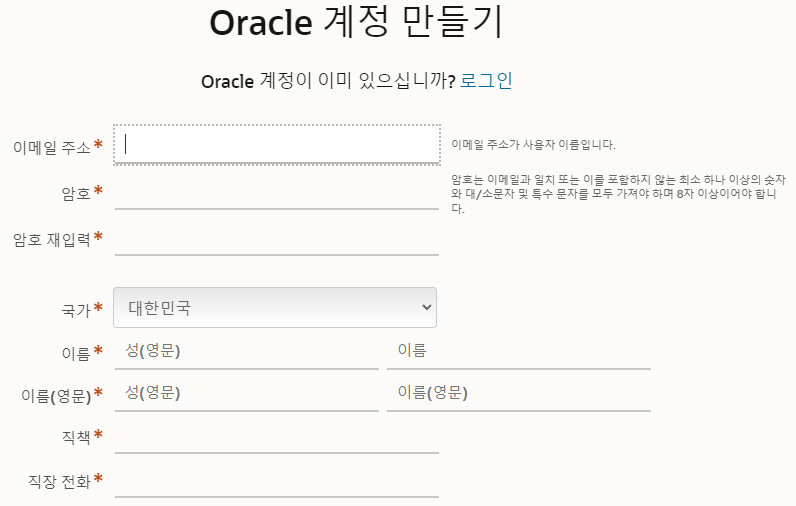 Oracle 계정 만들기
Oracle 계정이 이미 있으십니까? 로그인
이메일 주소*
이메일 주소가 사용자 이름입니다.
암호*
암호는 이메일과 일치 또는 이를 포함하지 않는 최소 하나 이상의 숫자
와 대/소문자 및 특수 문자를 모두 가져야 하며 8자 이상이어야 합니
다.
암호 재입력*
국가* 대한민국
이름* 성(영문) 이름
이름(영문)* 성(영문) 이름(영문)
직책*
직장 전화*